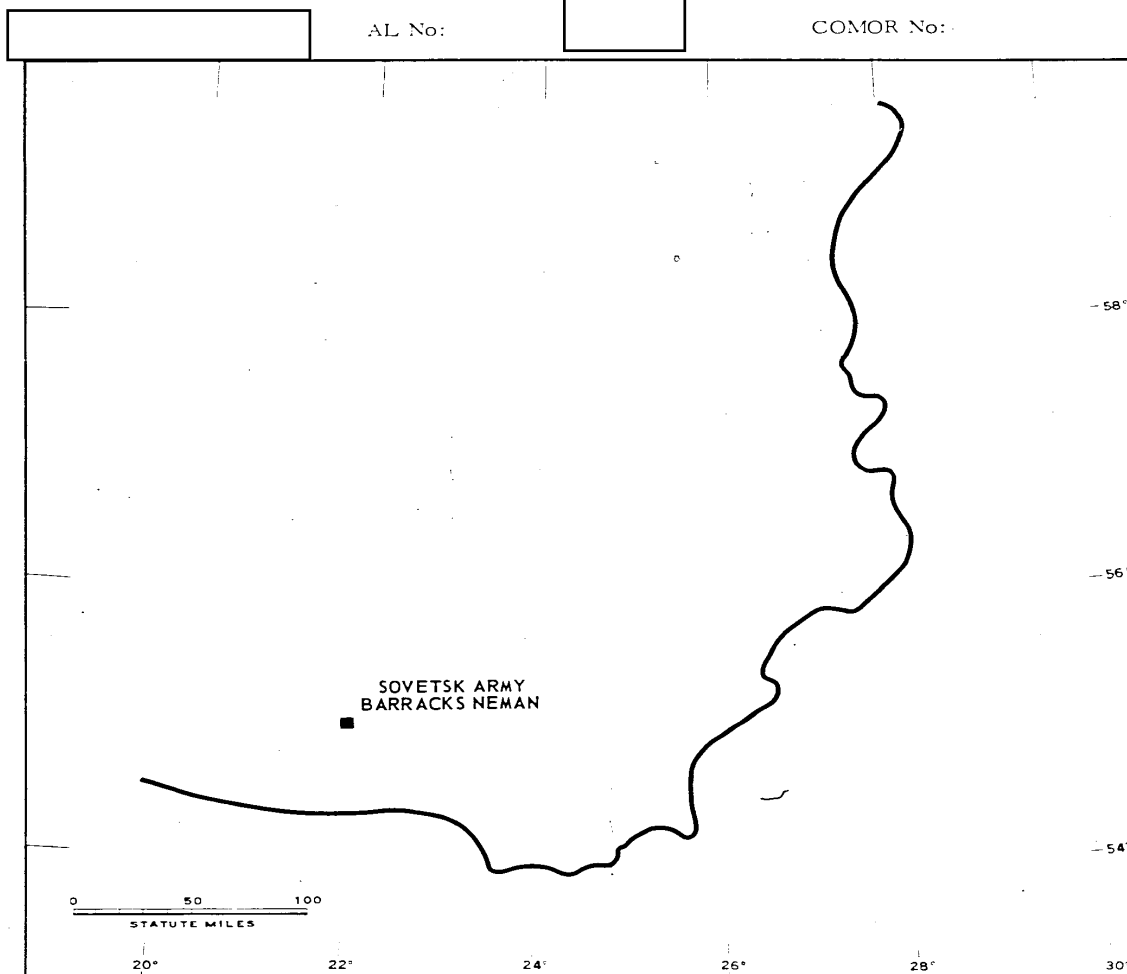 AL No:
COMOR No:
58°
56°
SOVETSK ARMY
BARRACKS NEMAN
54°
0 50 100
STATUTE MILES
20° 22° 24° 26° 28° 30°